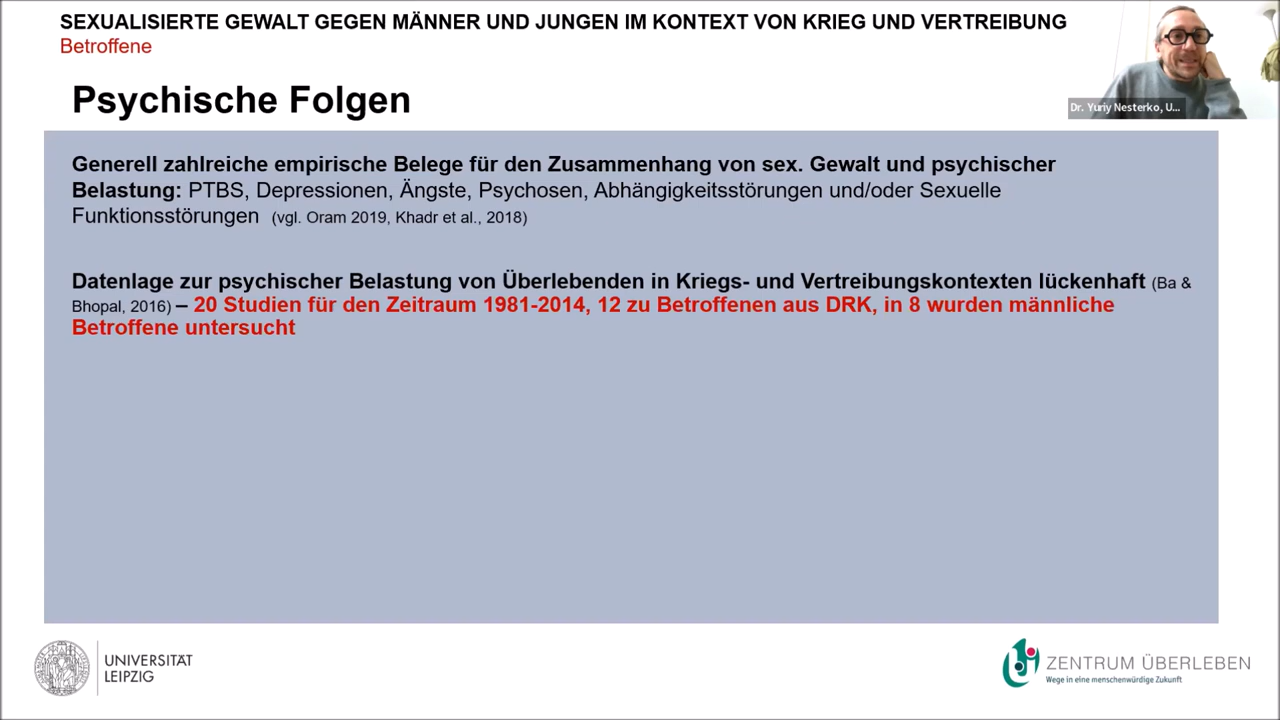 SEXUALISIERTE GEWALT GEGEN MÄNNER UND JUNGEN IM KONTEXT VON KRIEG UND VERTREIBUNG
Betroffene
Dr. Yuriy Nesterko, U...
Psychische Folgen
Generell zahlreiche empirische Belege für den Zusammenhang von sex. Gewalt und psychischer
Belastung: PTBS, Depressionen, Ängste, Psychosen, Abhängigkeitsstörungen und/oder Sexuelle
Funktionsstörungen (vgl. Oram 2019, Khadr et al., 2018)
Datenlage zur psychischer Belastung von Überlebenden in Kriegs- und Vertreibungskontexten lückenhaft (Ba &
Bhopal, 2016) – 20 Studien für den Zeitraum 1981-2014, 12 zu Betroffenen aus DRK, in 8 wurden männliche
Betroffene untersucht
UNIVERSITÄT
LEIPZIG
ZENTRUM ÜBERLEBEN
Wege in eine menschenwürdige Zukunft